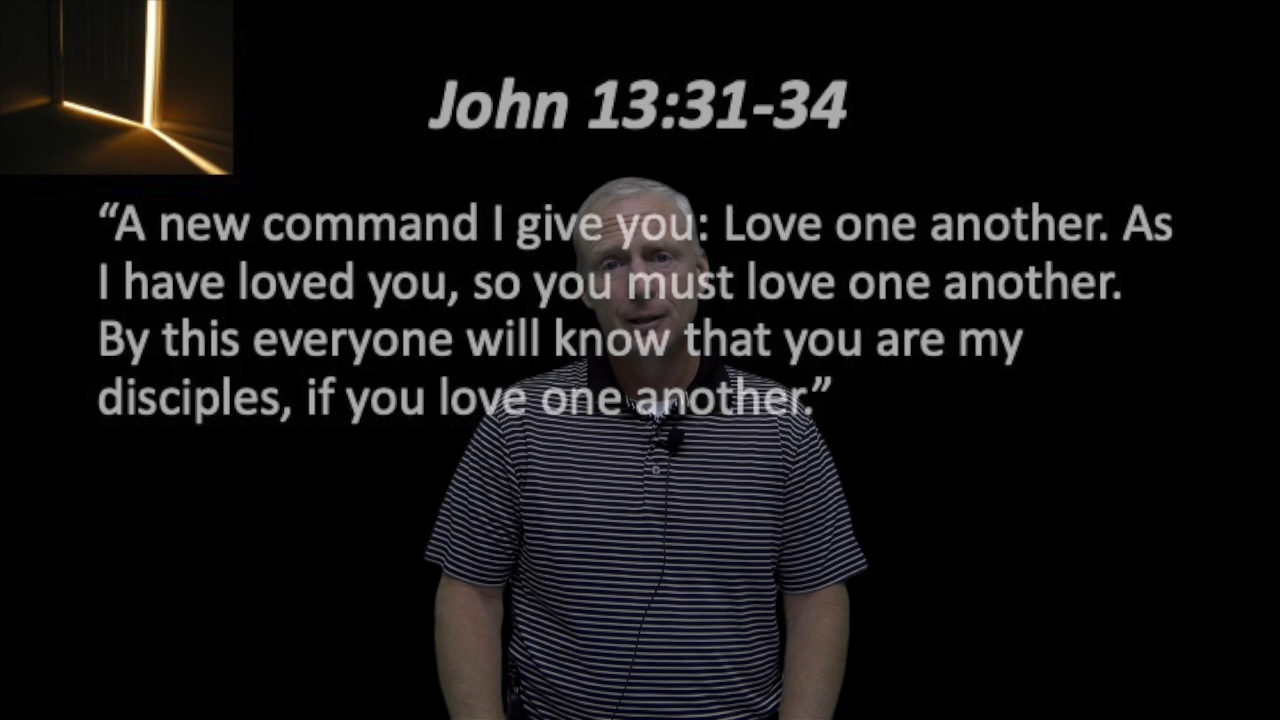 John 13:31-34
“A new command I give you: Love one another. As
I have loved you, so you must love one another.
By this everyone will know that you are my
disciples, if you love one another.”